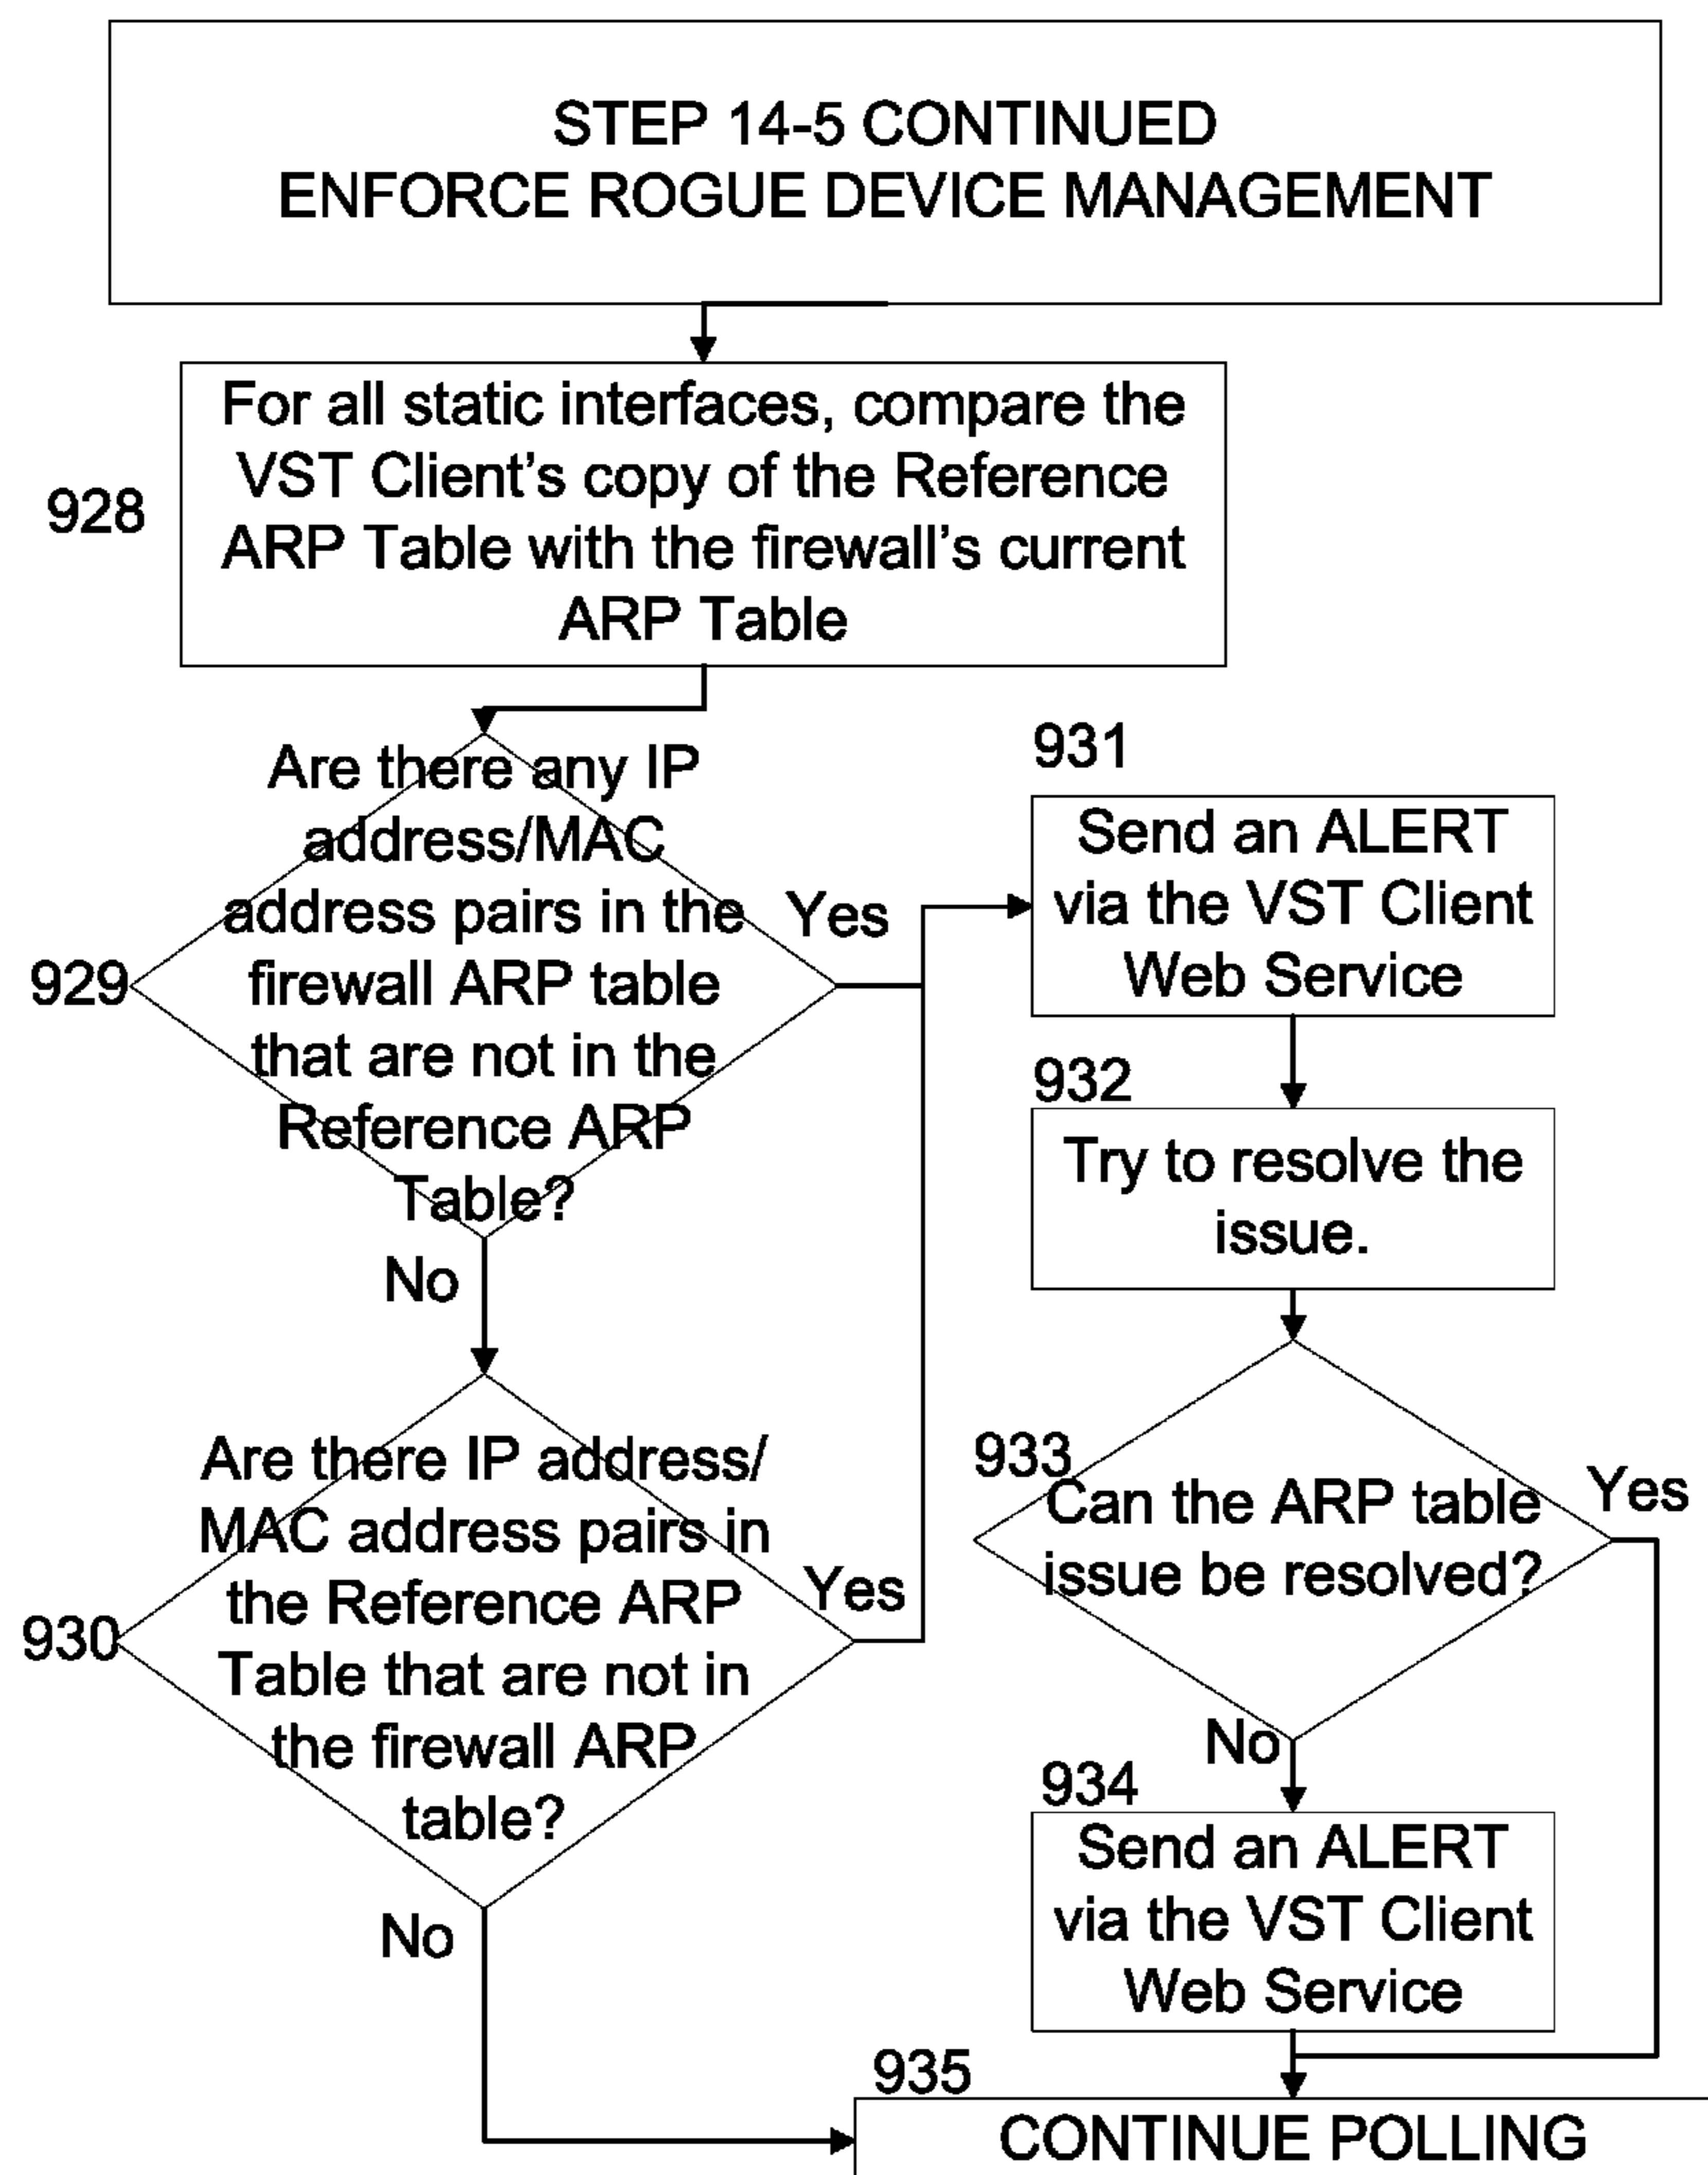 STEP 14-5 CONTINUED
ENFORCE ROGUE DEVICE MANAGEMENT
928
For all static interfaces, compare the
VST Client’s copy of the Reference
ARP Table with the firewall’s current
ARP Table
929
Are there any IP
address/MAC
address pairs in the
firewall ARP table
that are not in the
Reference ARP
Table?
Yes
No
930
Are there IP address/
MAC address pairs in
the Reference ARP
Table that are not in
the firewall ARP
table?
Yes
No
931
Send an ALERT
via the VST Client
Web Service
932
Try to resolve the
issue.
933
Can the ARP table
issue be resolved?
Yes
No
934
Send an ALERT
via the VST Client
Web Service
935
CONTINUE POLLING